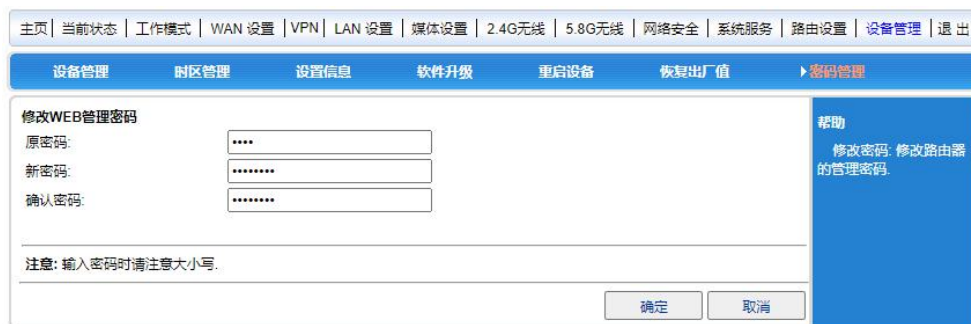 主页 | 当前状态 | 工作模式 | WAN 设置 | VPN | LAN 设置 | 媒体设置 | 2.4G无线 | 5.8G无线 | 网络安全 | 系统服务 | 路由设置 | 设备管理 | 退 出
设备管理 时区管理 设置信息 软件升级 重启设备 恢复出厂值 密码管理
修改WEB管理密码
原密码: ••••
新密码: ••••••••
确认密码: ••••••••
注意: 输入密码时请注意大小写.
确定 取消
帮助
修改密码: 修改路由器
的管理密码.